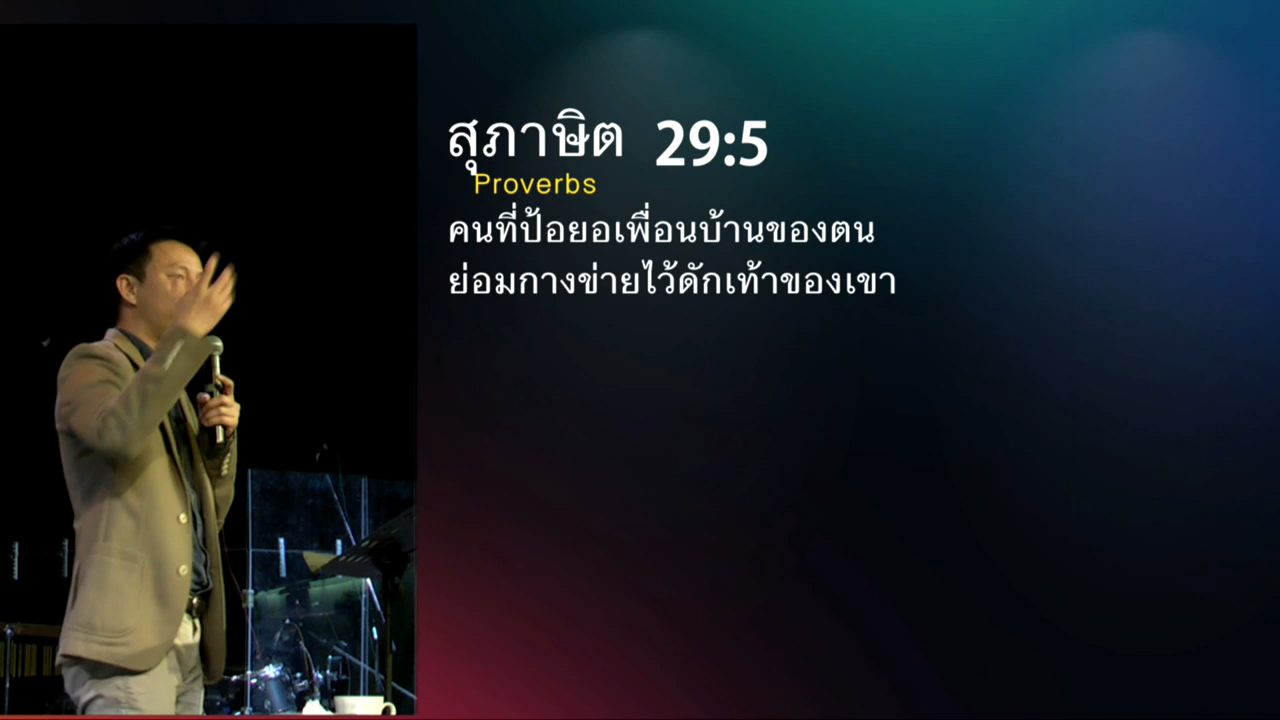 สุภาษิต 29:5
Proverbs
คนที่ป้อยอเพื่อนบ้านของตน
ย่อมกางข่ายไว้ดักเท้าของเขา